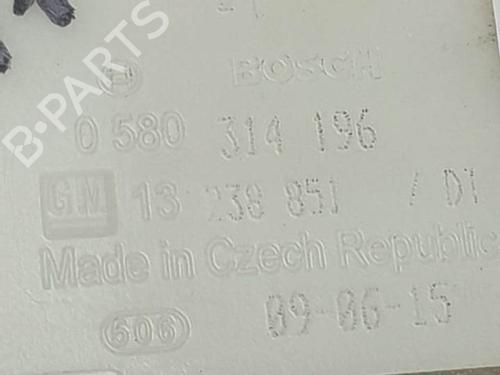 B-PARTS
BOSCH
0 580 314 196
GM 13 238 851 / D1
Made in Czech Republic
506 09-06-15